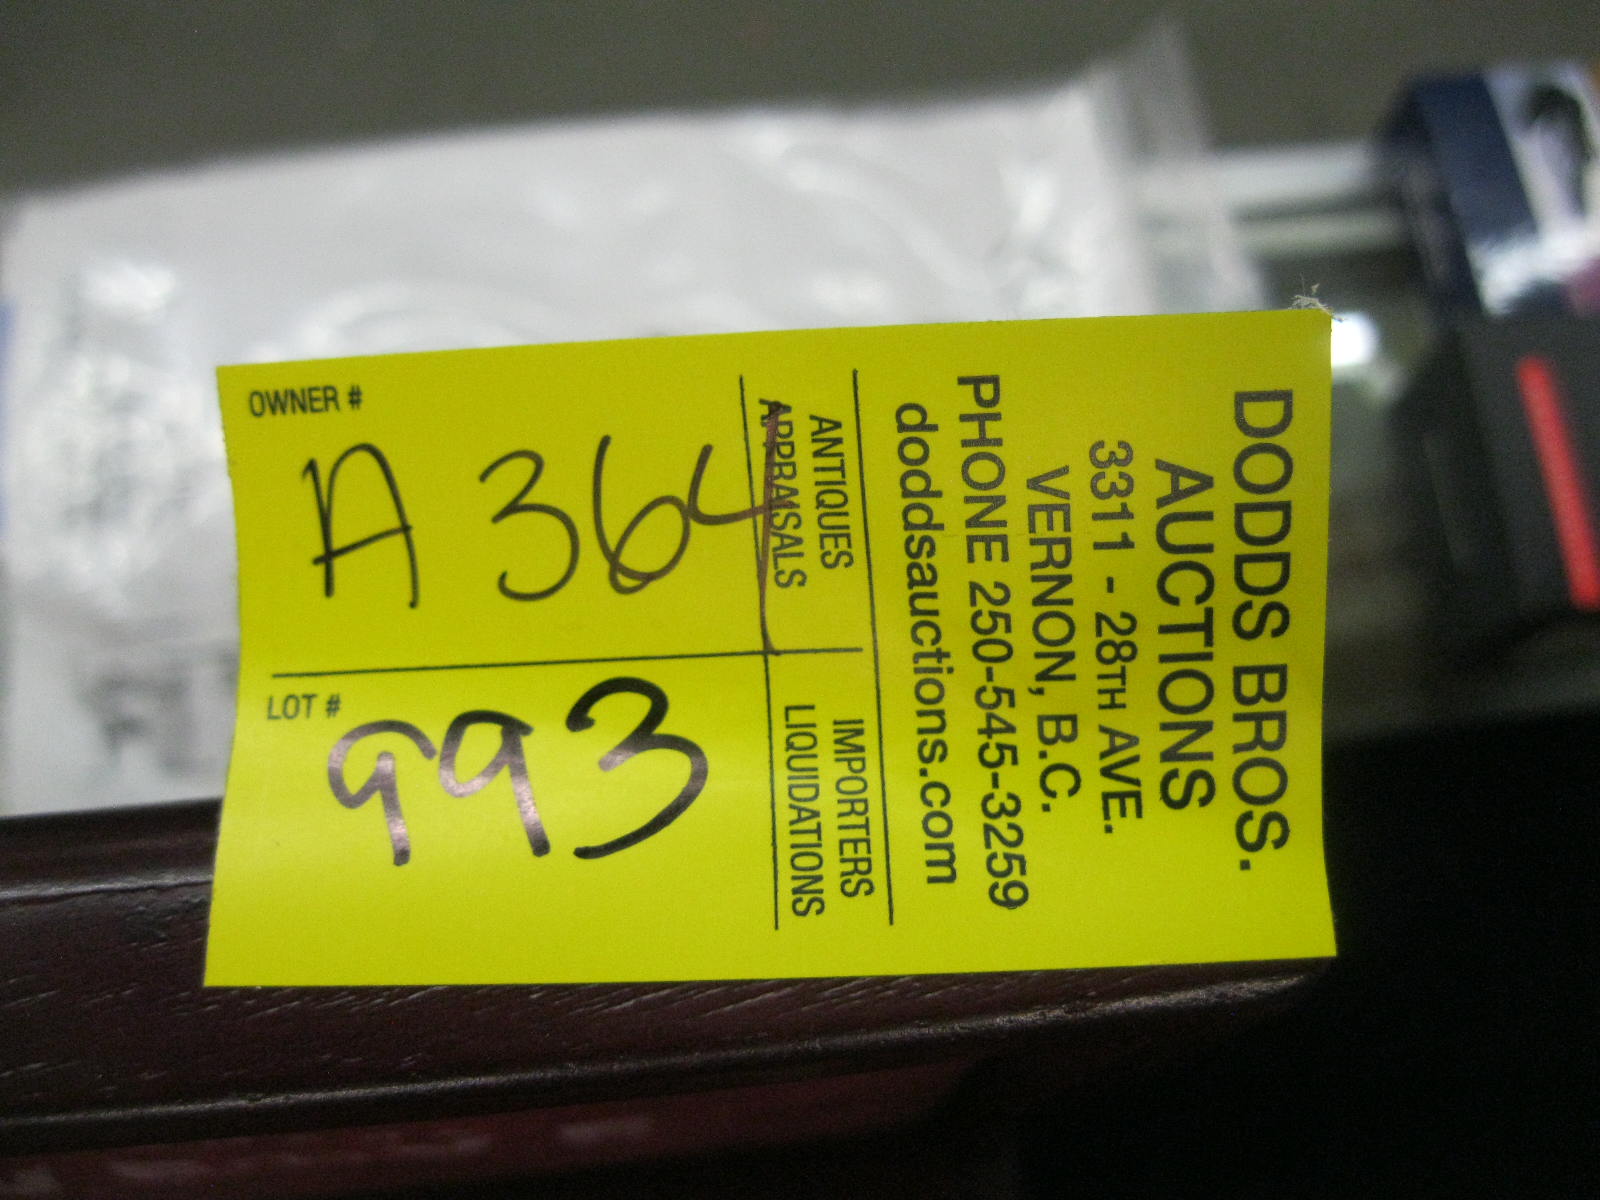 DODDS BROS.
AUCTIONS
3311 - 28TH AVE.
VERNON, B.C.
PHONE 250-545-3259
doddsauctions.com
ANTIQUES IMPORTERS
APPRAISALS LIQUIDATIONS
OWNER #
A 364
LOT #
993